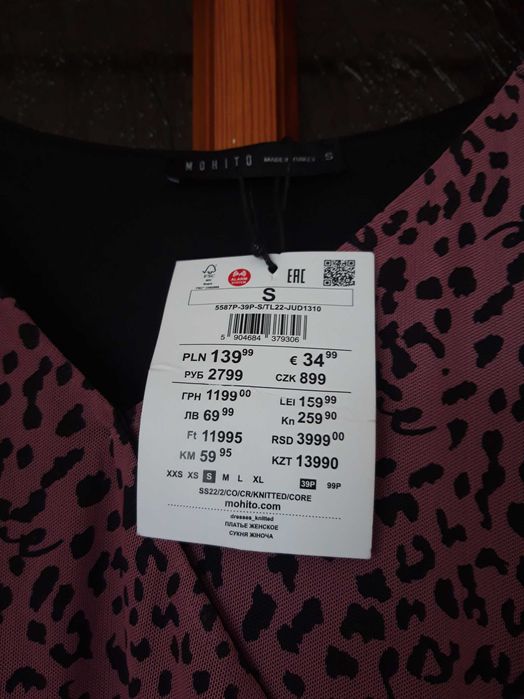 MOHITO MADE IN TURKEY S
FSC
ALARM
SYSTEM
EAC
S
5587P-39P-S/TL22-JUD1310
5 904684 379306
PLN 139 99 € 34 99
РУБ 2799 CZK 899
ГРН 1199 00 LEI 159 99
ЛВ 69 99 Kn 259 90
Ft 11995 RSD 3999 00
KM 59 95 KZT 13990
XXS XS S M L XL 39P 99P
SS22/2/CO/CR/KNITTED/CORE
mohito.com
dresses_knitted
ПЛАТЬЕ ЖЕНСКОЕ
СУКНЯ ЖІНОЧА